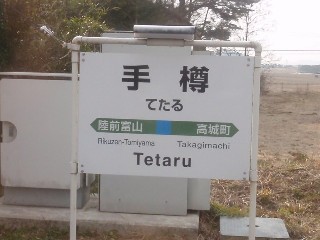 手樽
てたる
陸前富山 高城町
Rikuzen-Tomiyama Takagimachi
Tetaru